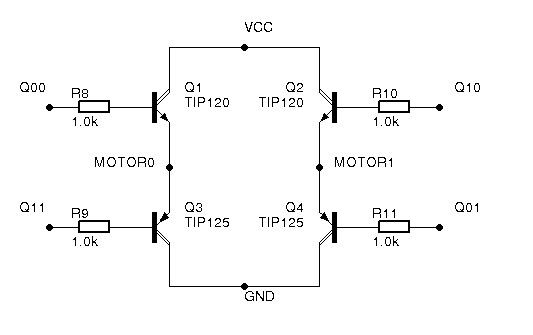 VCC
Q00
R8
1.0k
Q1
TIP120
Q2
TIP120
R10
1.0k
Q10
MOTOR0
MOTOR1
Q11
R9
1.0k
Q3
TIP125
Q4
TIP125
R11
1.0k
Q01
GND